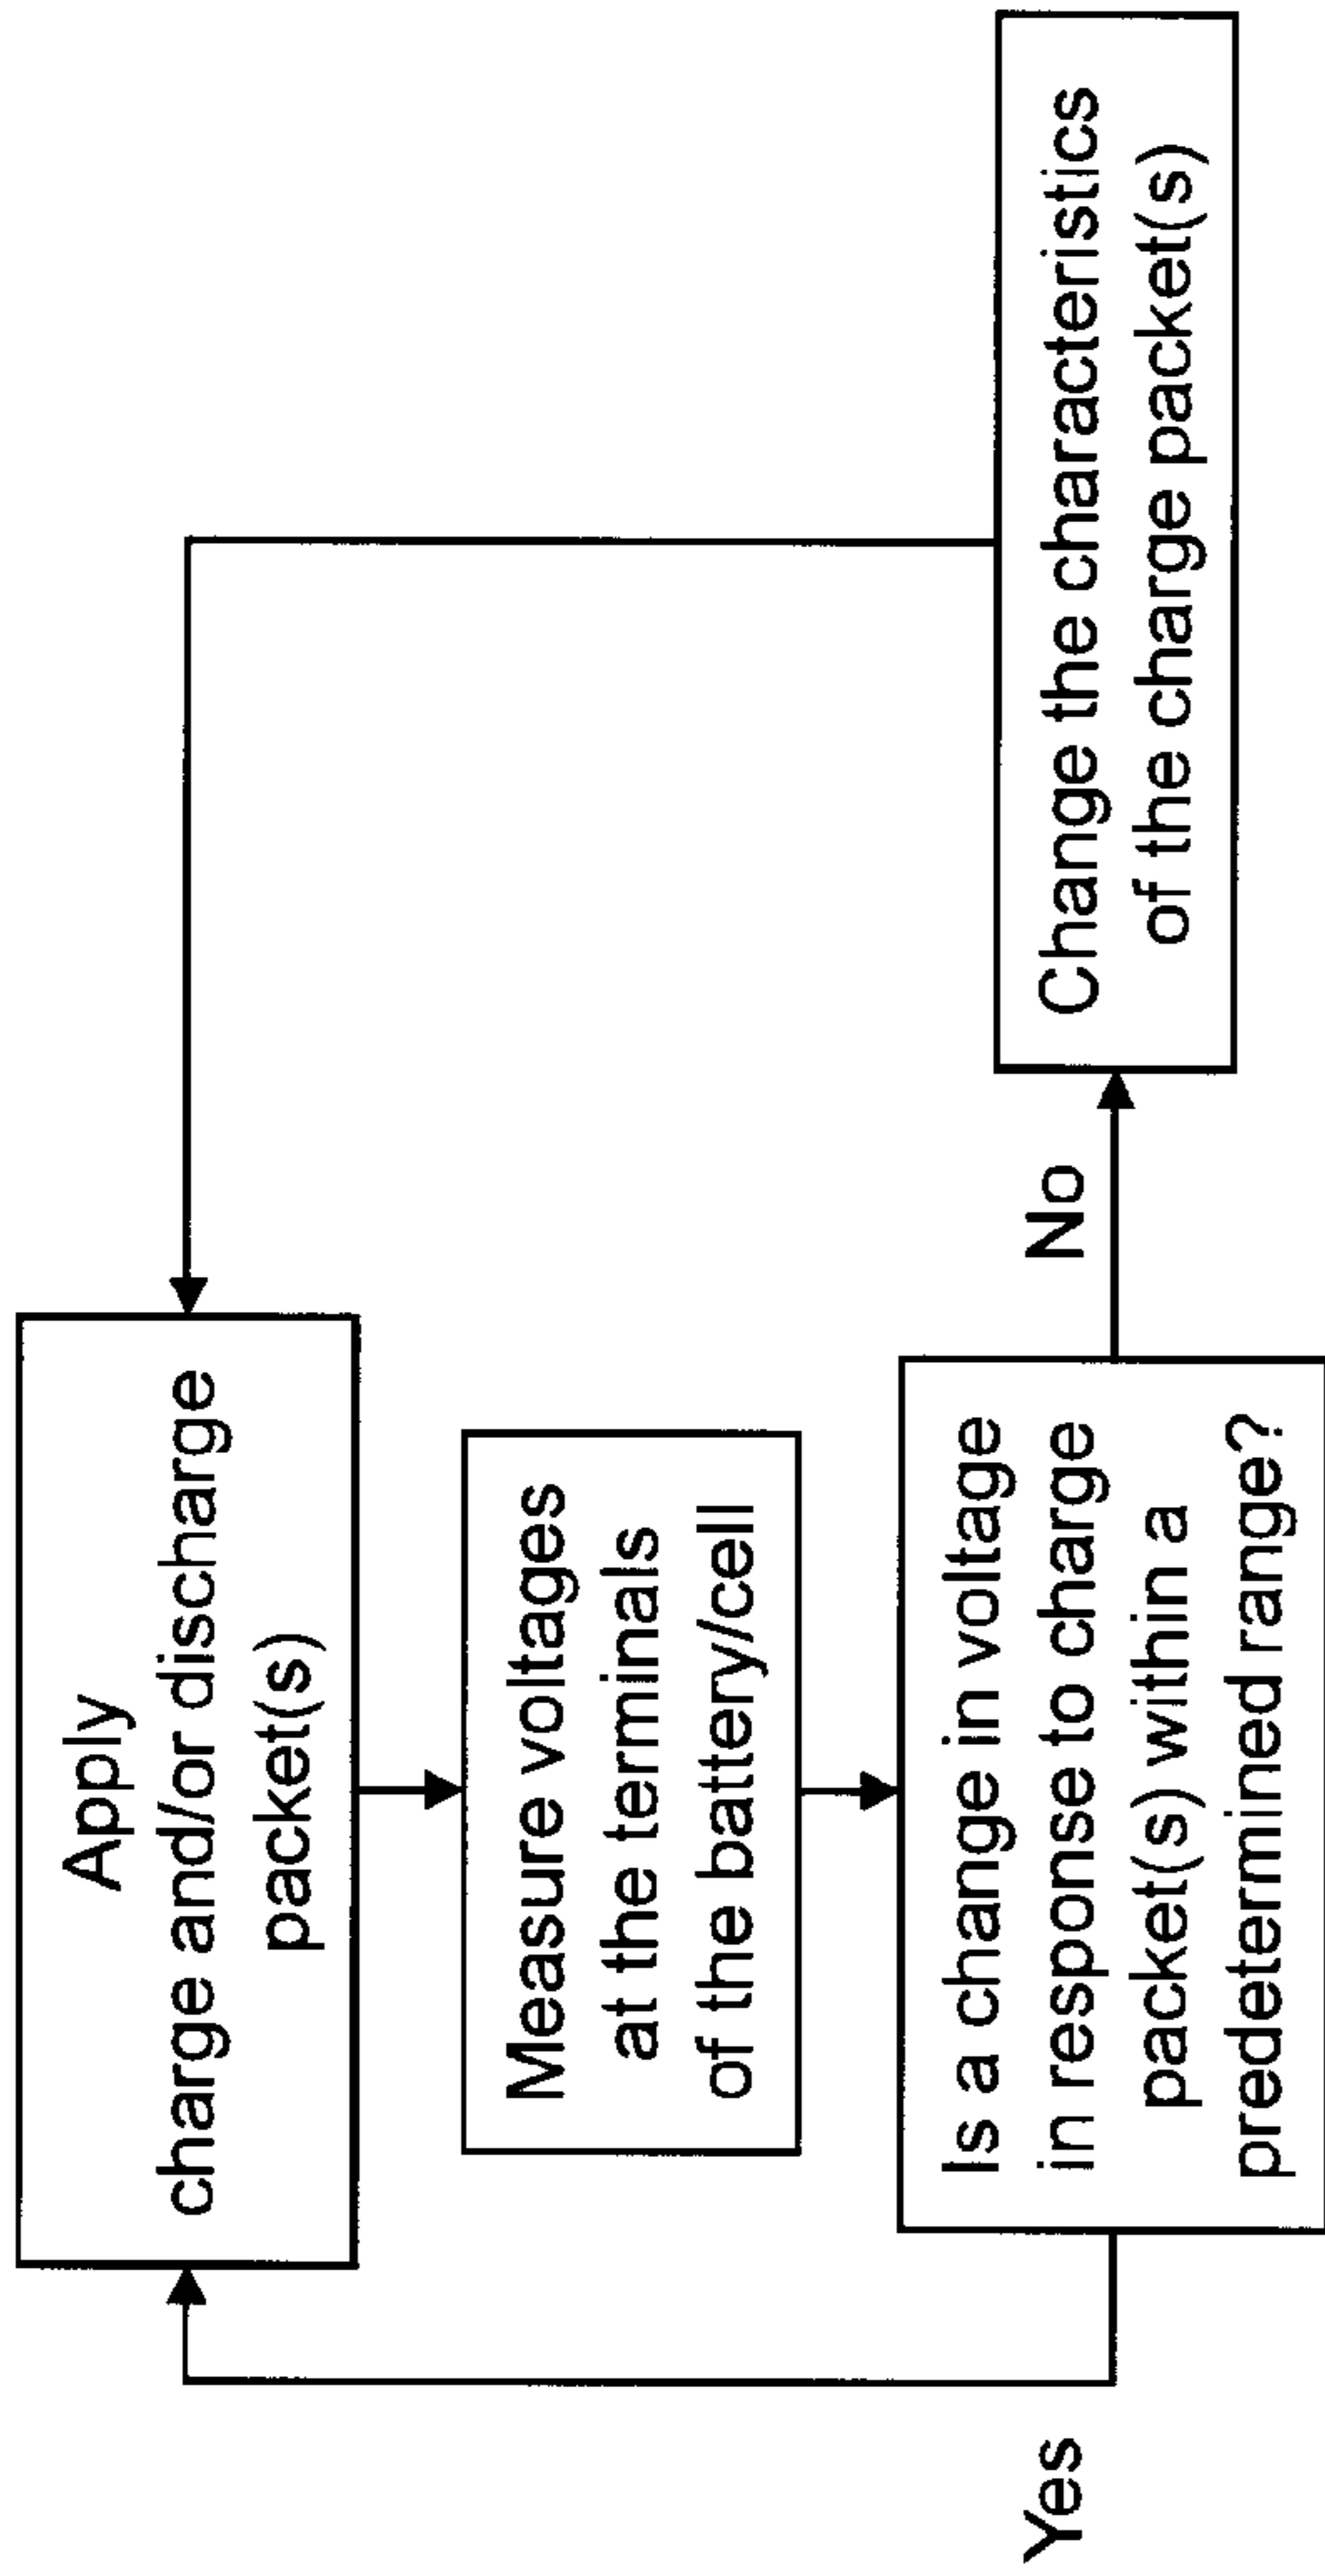 Apply
charge and/or discharge
packet(s)
Measure voltages
at the terminals
of the battery/cell
Is a change in voltage
in response to charge
packet(s) within a
predetermined range?
Yes
No
Change the characteristics
of the charge packet(s)